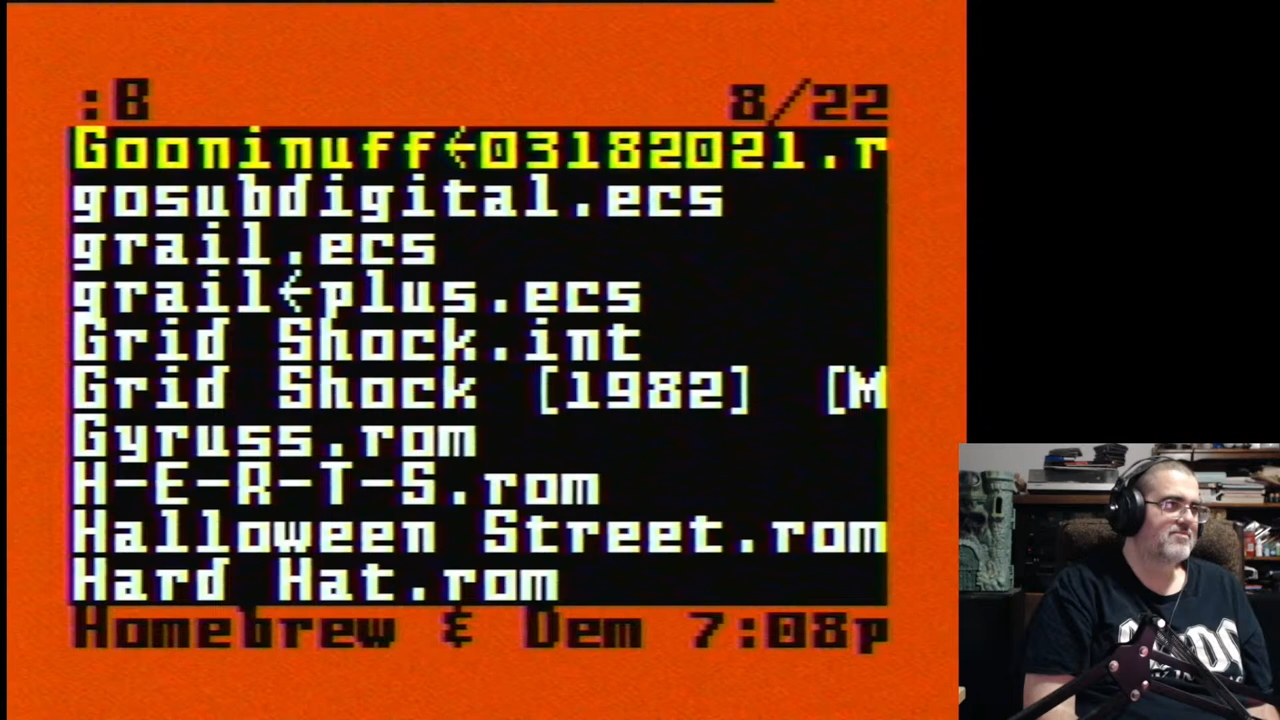 :B 8/22
Gooninuff←03182021.r
gosubdigital.ecs
grail.ecs
grail←plus.ecs
Grid Shock.int
Grid Shock [1982] [M
Gyruss.rom
H-E-R-T-S.rom
Halloween Street.rom
Hard Hat.rom
Homebrew & Dem 7:08p